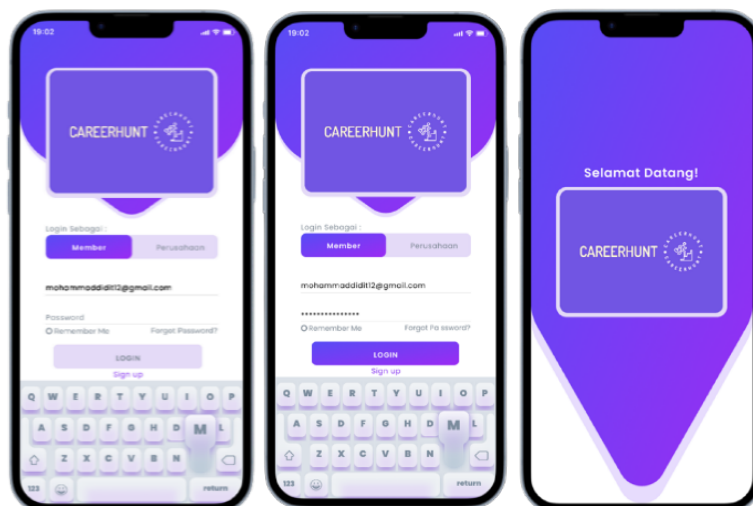 19:02
CAREERHUNT
Login Sebagai :
Member Perusahaan
mohammaddidit12@gmail.com
Password
Remember Me Forgot Password?
LOGIN
Sign up
Q W E R T Y U I O P
A S D F G H D M L
Z X C V B N
123 return
19:02
CAREERHUNT
Login Sebagai :
Member Perusahaan
mohammaddidit12@gmail.com
***************
Remember Me Forgot Pa ssword?
LOGIN
Sign up
Q W E R T Y U I O P
A S D F G H D M L
Z X C V B N
123 return
Selamat Datang!
CAREERHUNT